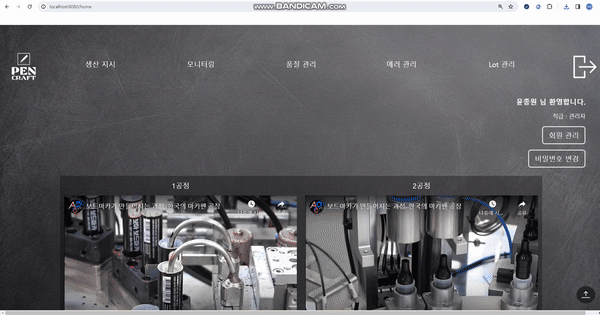 localhost:8080/home
www.BANDICAM.com
PEN
CRAFT
생산 지시
모니터링
품질 관리
에러 관리
Lot 관리
윤종원 님 환영합니다.
직급 : 관리자
회원 관리
비밀번호 변경
1공정
2공정
보드마카가 만들어지는 과정. 한국의 마카펜 공장
보드마카가 만들어지는 과정. 한국의 마카펜 공장
나중에 시...
공유